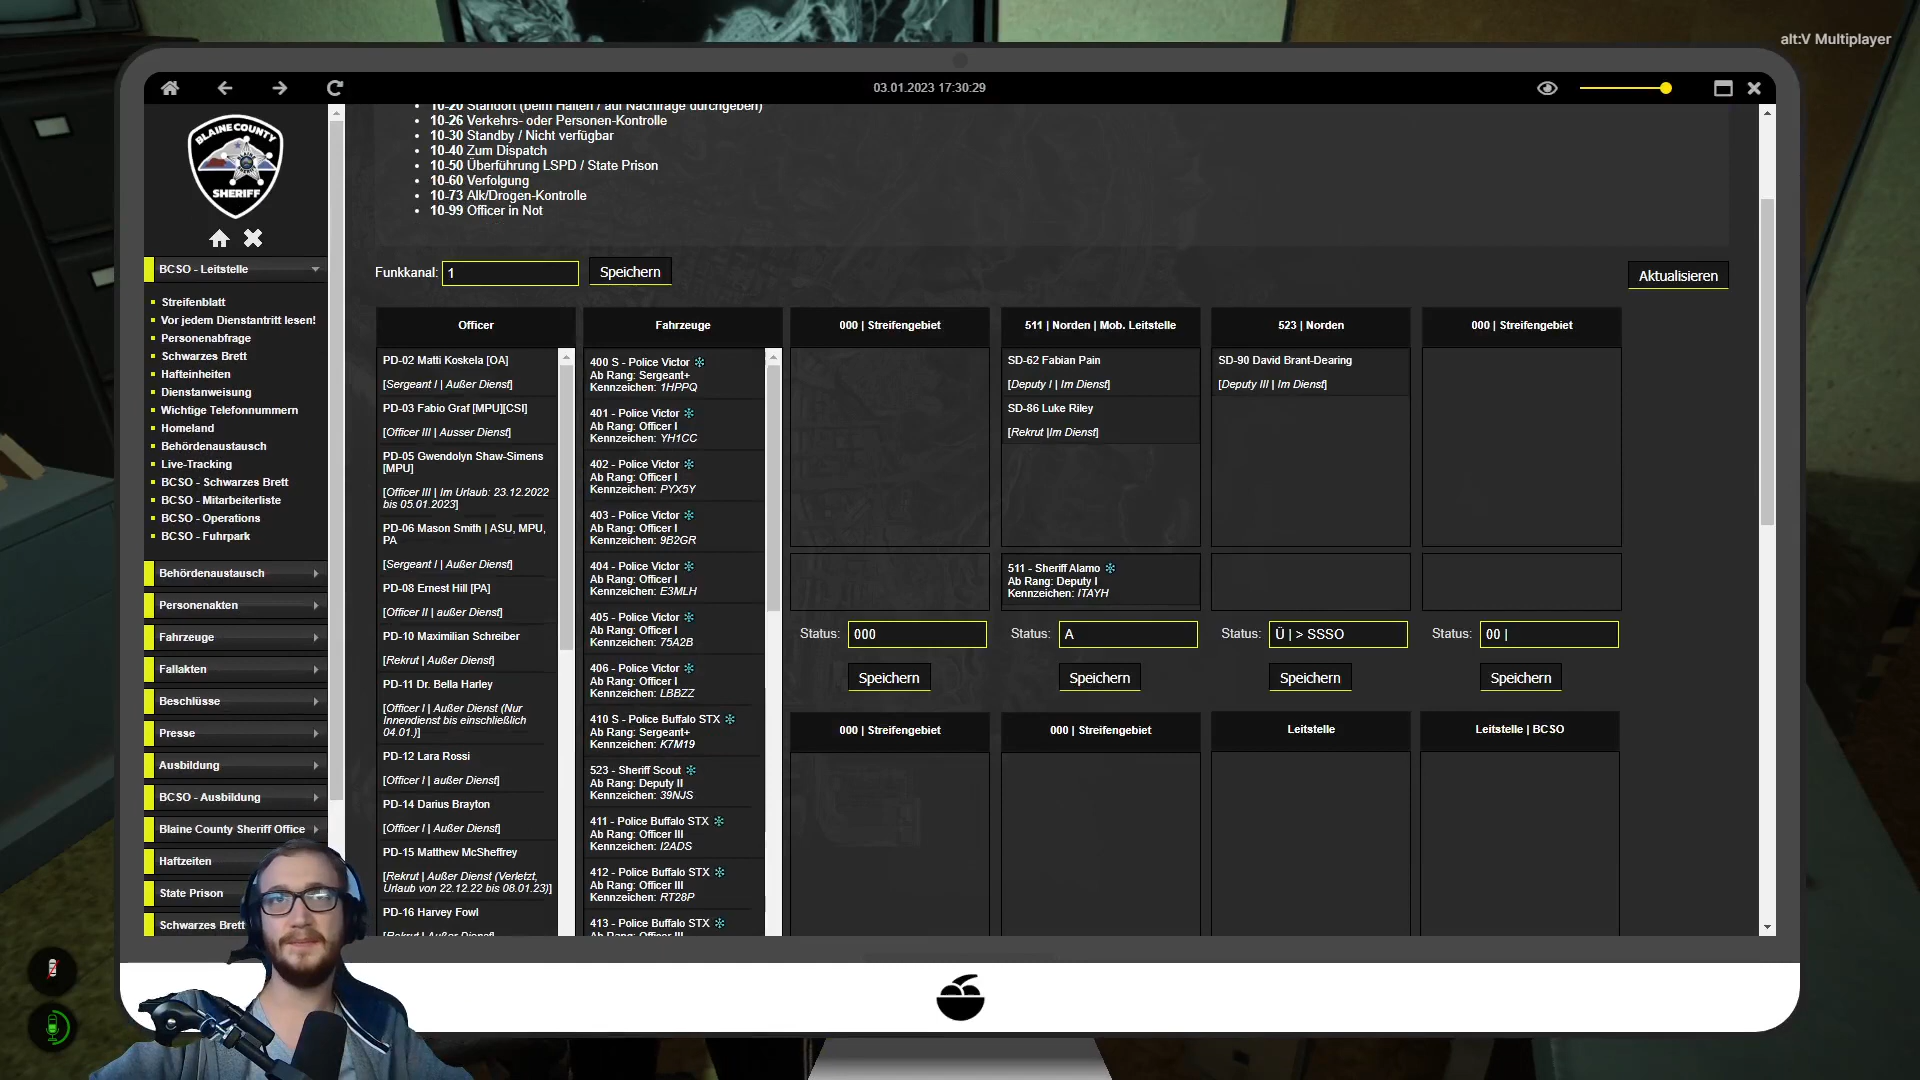 alt:V Multiplayer
03.01.2023 17:30:29
BLAINE COUNTY
SHERIFF
BCSO - Leitstelle
Streifenblatt
Vor jedem Dienstantritt lesen!
Personenabfrage
Schwarzes Brett
Hafteinheiten
Dienstanweisung
Wichtige Telefonnummern
Homeland
Behördenaustausch
Live-Tracking
BCSO - Schwarzes Brett
BCSO - Mitarbeiterliste
BCSO - Operations
BCSO - Fuhrpark
Behördenaustausch
Personenakten
Fahrzeuge
Fallakten
Beschlüsse
Presse
Ausbildung
BCSO - Ausbildung
Blaine County Sheriff Office
Haftzeiten
State Prison
Schwarzes Brett
10-20 Standort (beim Halten / auf Nachfrage durchgeben)
10-26 Verkehrs- oder Personen-Kontrolle
10-30 Standby / Nicht verfügbar
10-40 Zum Dispatch
10-50 Überführung LSPD / State Prison
10-60 Verfolgung
10-73 Alk/Drogen-Kontrolle
10-99 Officer in Not
Funkkanal: 1 Speichern
Aktualisieren
Officer
PD-02 Matti Koskela [OA]
[Sergeant I | Außer Dienst]
PD-03 Fabio Graf [MPU][CSI]
[Officer III | Ausser Dienst]
PD-05 Gwendolyn Shaw-Simens
[MPU]
[Officer III | Im Urlaub: 23.12.2022
bis 05.01.2023]
PD-06 Mason Smith | ASU, MPU,
PA
[Sergeant I | Außer Dienst]
PD-08 Ernest Hill [PA]
[Officer II | außer Dienst]
PD-10 Maximilian Schreiber
[Rekrut | Außer Dienst]
PD-11 Dr. Bella Harley
[Officer I | Außer Dienst (Nur
Innendienst bis einschließlich
04.01.)]
PD-12 Lara Rossi
[Officer I | außer Dienst]
PD-14 Darius Brayton
[Officer I | Außer Dienst]
PD-15 Matthew McSheffrey
[Rekrut | Außer Dienst (Verletzt,
Urlaub von 22.12.22 bis 08.01.23)]
PD-16 Harvey Fowl
[Rekrut | Außer Dienst]
Fahrzeuge
400 S - Police Victor
Ab Rang: Sergeant+
Kennzeichen: 1HPPQ
401 - Police Victor
Ab Rang: Officer I
Kennzeichen: YH1CC
402 - Police Victor
Ab Rang: Officer I
Kennzeichen: PYX5Y
403 - Police Victor
Ab Rang: Officer I
Kennzeichen: 9B2GR
404 - Police Victor
Ab Rang: Officer I
Kennzeichen: E3MLH
405 - Police Victor
Ab Rang: Officer I
Kennzeichen: 75A2B
406 - Police Victor
Ab Rang: Officer I
Kennzeichen: LBBZZ
410 S - Police Buffalo STX
Ab Rang: Sergeant+
Kennzeichen: K7M19
523 - Sheriff Scout
Ab Rang: Deputy II
Kennzeichen: 39NJS
411 - Police Buffalo STX
Ab Rang: Officer III
Kennzeichen: I2ADS
412 - Police Buffalo STX
Ab Rang: Officer III
Kennzeichen: RT28P
413 - Police Buffalo STX
Ab Rang: Officer III
000 | Streifengebiet
Status: 000
Speichern
511 | Norden | Mob. Leitstelle
SD-62 Fabian Pain
[Deputy I | Im Dienst]
SD-86 Luke Riley
[Rekrut |Im Dienst]
511 - Sheriff Alamo
Ab Rang: Deputy I
Kennzeichen: ITAYH
Status: A
Speichern
523 | Norden
SD-90 David Brant-Dearing
[Deputy III | Im Dienst]
Status: Ü | > SSSO
Speichern
000 | Streifengebiet
Status: 00 |
Speichern
000 | Streifengebiet
000 | Streifengebiet
Leitstelle
Leitstelle | BCSO